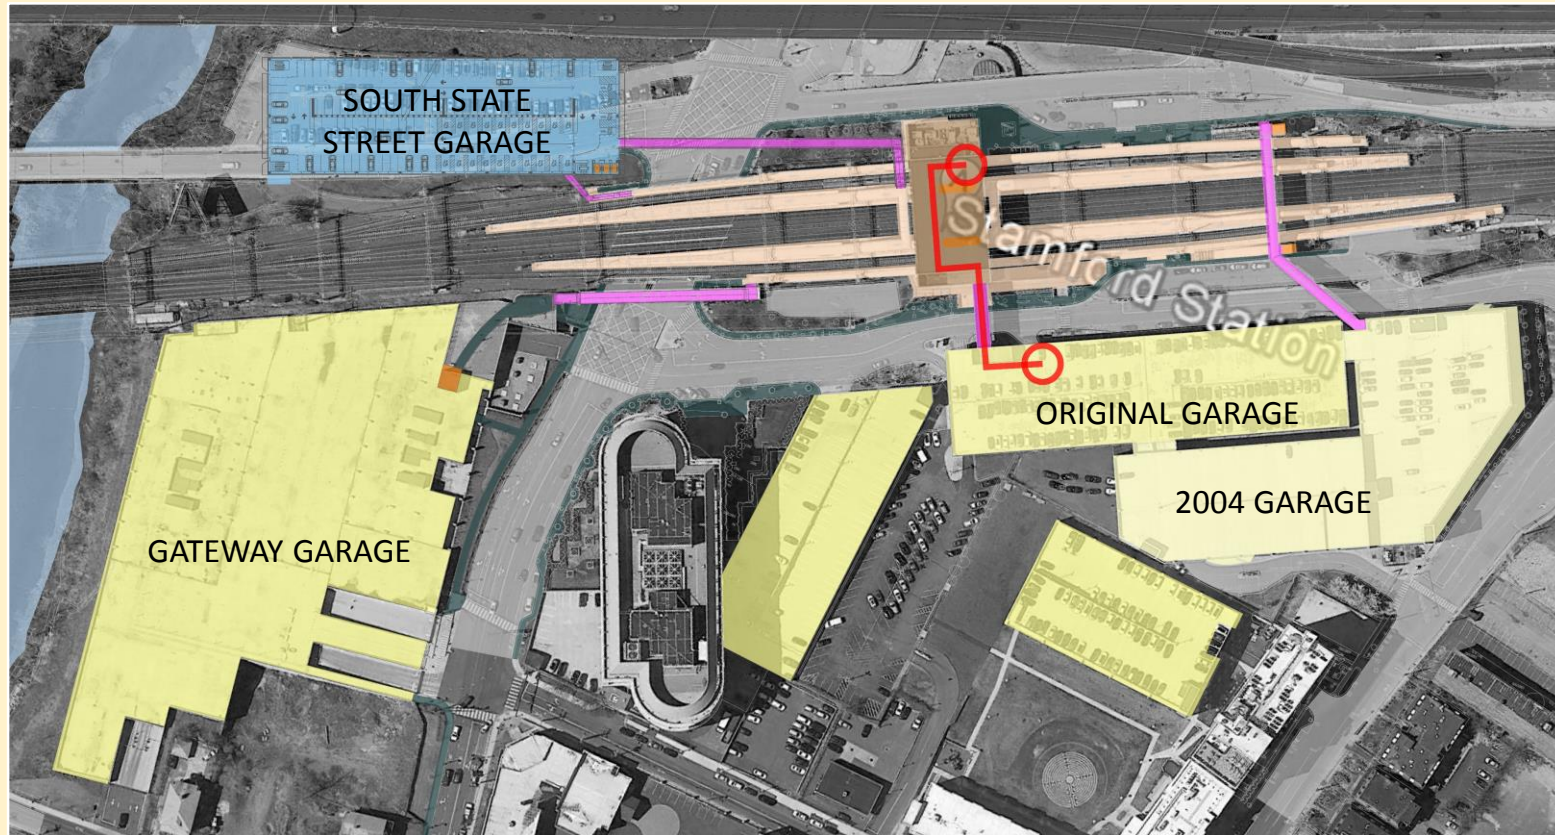 SOUTH STATE
STREET GARAGE
Stamford Station
ORIGINAL GARAGE
2004 GARAGE
GATEWAY GARAGE